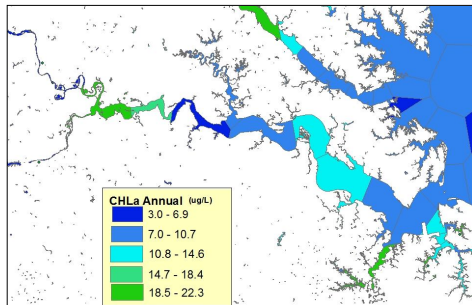 CHLa Annual (ug/L)
3.0 - 6.9
7.0 - 10.7
10.8 - 14.6
14.7 - 18.4
18.5 - 22.3